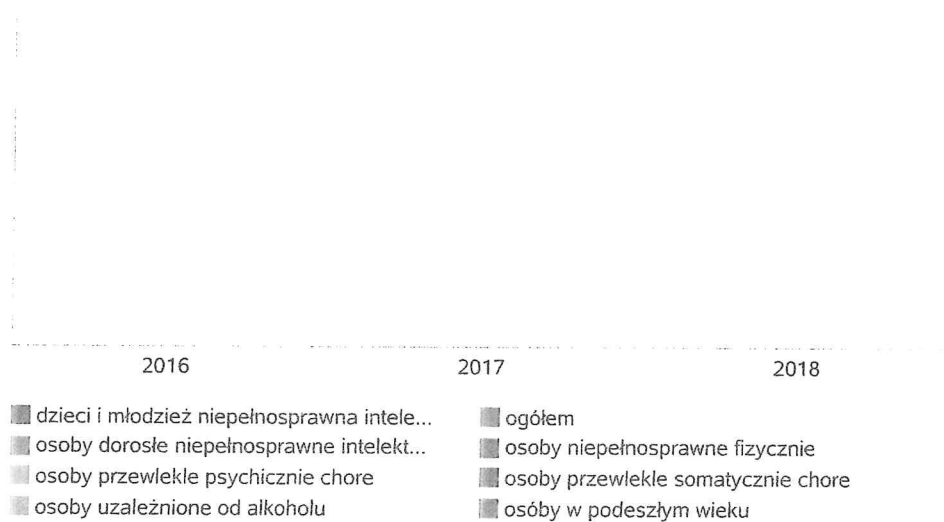 2016 2017 2018
dzieci i młodzież niepełnosprawna intele... ogółem
osoby dorosłe niepełnosprawne intelekt... osoby niepełnosprawne fizycznie
osoby przewlekle psychicznie chore osoby przewlekle somatycznie chore
osoby uzależnione od alkoholu osóby w podeszłym wieku